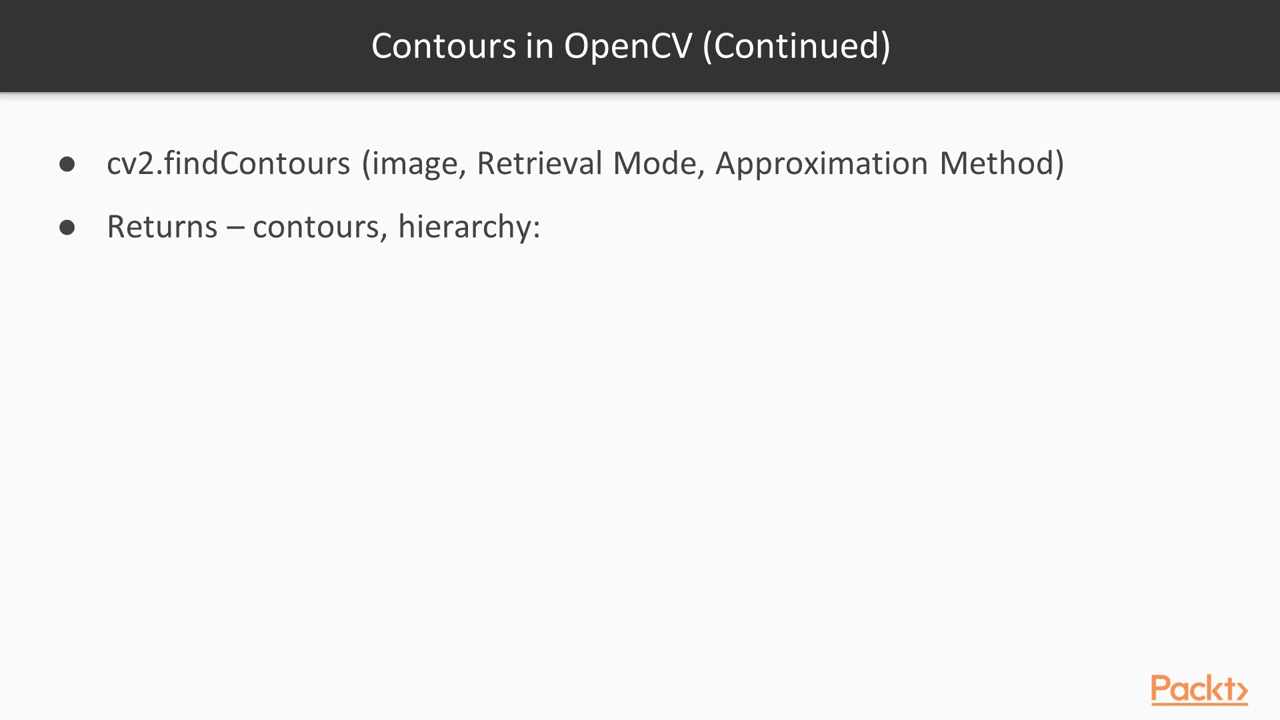 Contours in OpenCV (Continued)
● cv2.findContours (image, Retrieval Mode, Approximation Method)
● Returns – contours, hierarchy:
Packt>